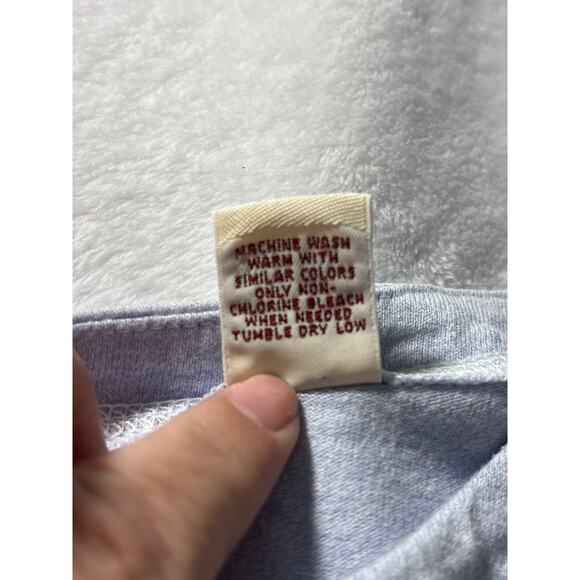 MACHINE WASH
WARM WITH
SIMILAR COLORS
ONLY NON-
CHLORINE BLEACH
WHEN NEEDED
TUMBLE DRY LOW